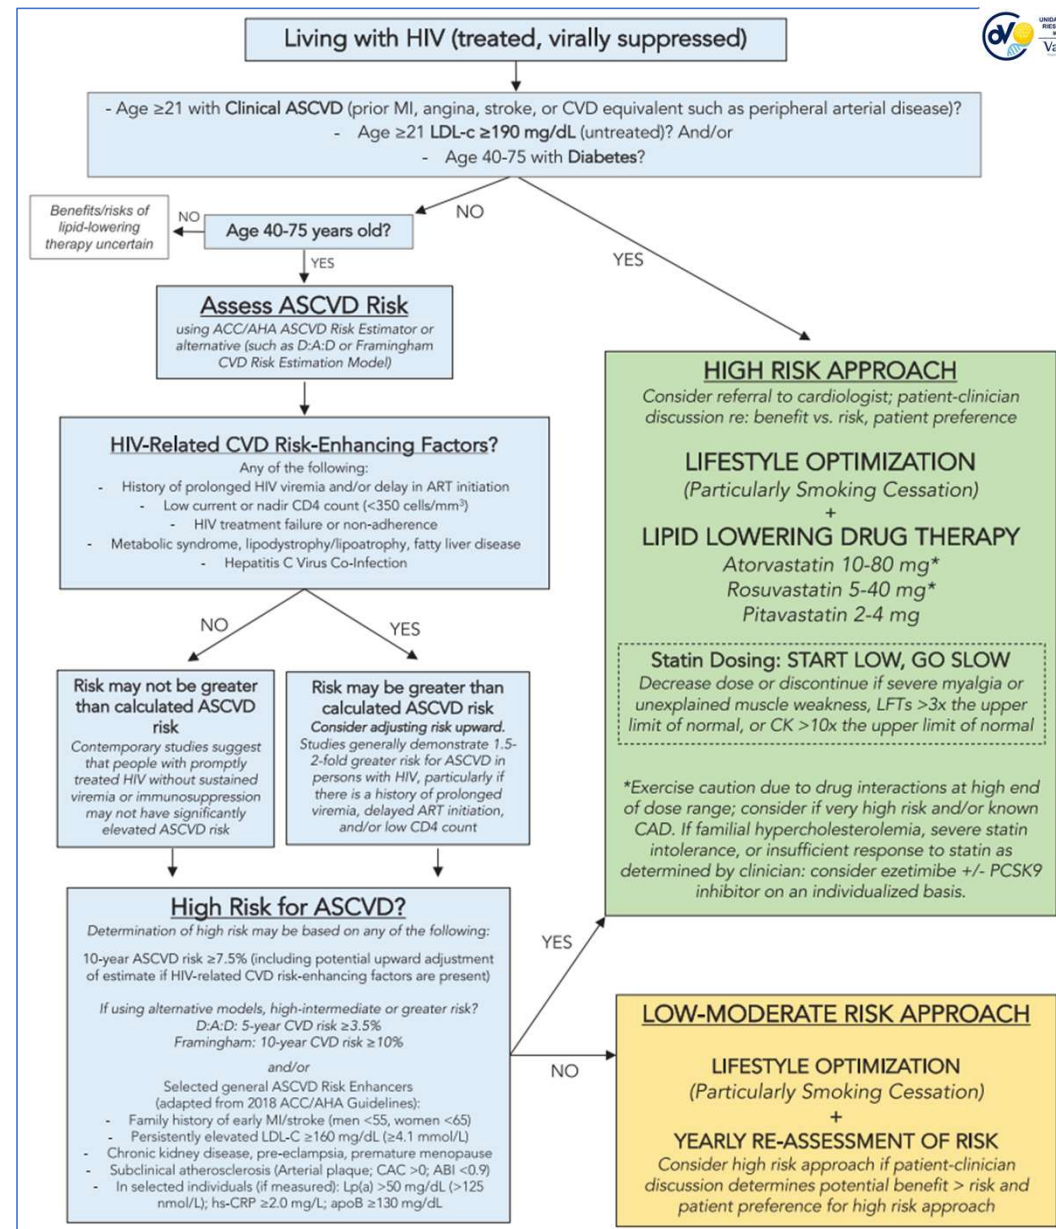 Living with HIV (treated, virally suppressed)
UNIDA
RIES
Va
- Age ≥21 with Clinical ASCVD (prior MI, angina, stroke, or CVD equivalent such as peripheral arterial disease)?
- Age ≥21 LDL-c ≥190 mg/dL (untreated)? And/or
- Age 40-75 with Diabetes?
NO
YES
Benefits/risks of
lipid-lowering
therapy uncertain
NO
Age 40-75 years old?
YES
Assess ASCVD Risk
using ACC/AHA ASCVD Risk Estimator or
alternative (such as D:A:D or Framingham
CVD Risk Estimation Model)
HIV-Related CVD Risk-Enhancing Factors?
Any of the following:
- History of prolonged HIV viremia and/or delay in ART initiation
- Low current or nadir CD4 count (<350 cells/mm³)
- HIV treatment failure or non-adherence
- Metabolic syndrome, lipodystrophy/lipoatrophy, fatty liver disease
- Hepatitis C Virus Co-Infection
NO
YES
Risk may not be greater
than calculated ASCVD
risk
Contemporary studies suggest
that people with promptly
treated HIV without sustained
viremia or immunosuppression
may not have significantly
elevated ASCVD risk
Risk may be greater than
calculated ASCVD risk
Consider adjusting risk upward.
Studies generally demonstrate 1.5-
2-fold greater risk for ASCVD in
persons with HIV, particularly if
there is a history of prolonged
viremia, delayed ART initiation,
and/or low CD4 count
High Risk for ASCVD?
Determination of high risk may be based on any of the following:
10-year ASCVD risk ≥7.5% (including potential upward adjustment
of estimate if HIV-related CVD risk-enhancing factors are present)
If using alternative models, high-intermediate or greater risk?
D:A:D: 5-year CVD risk ≥3.5%
Framingham: 10-year CVD risk ≥10%
and/or
Selected general ASCVD Risk Enhancers
(adapted from 2018 ACC/AHA Guidelines):
- Family history of early MI/stroke (men <55, women <65)
- Persistently elevated LDL-C ≥160 mg/dL (≥4.1 mmol/L)
- Chronic kidney disease, pre-eclampsia, premature menopause
- Subclinical atherosclerosis (Arterial plaque; CAC >0; ABI <0.9)
- In selected individuals (if measured): Lp(a) >50 mg/dL (>125
nmol/L); hs-CRP ≥2.0 mg/L; apoB ≥130 mg/dL
YES
NO
HIGH RISK APPROACH
Consider referral to cardiologist; patient-clinician
discussion re: benefit vs. risk, patient preference
LIFESTYLE OPTIMIZATION
(Particularly Smoking Cessation)
+
LIPID LOWERING DRUG THERAPY
Atorvastatin 10-80 mg*
Rosuvastatin 5-40 mg*
Pitavastatin 2-4 mg
Statin Dosing: START LOW, GO SLOW
Decrease dose or discontinue if severe myalgia or
unexplained muscle weakness, LFTs >3x the upper
limit of normal, or CK >10x the upper limit of normal
*Exercise caution due to drug interactions at high end
of dose range; consider if very high risk and/or known
CAD. If familial hypercholesterolemia, severe statin
intolerance, or insufficient response to statin as
determined by clinician: consider ezetimibe +/- PCSK9
inhibitor on an individualized basis.
LOW-MODERATE RISK APPROACH
LIFESTYLE OPTIMIZATION
(Particularly Smoking Cessation)
+
YEARLY RE-ASSESSMENT OF RISK
Consider high risk approach if patient-clinician
discussion determines potential benefit > risk and
patient preference for high risk approach